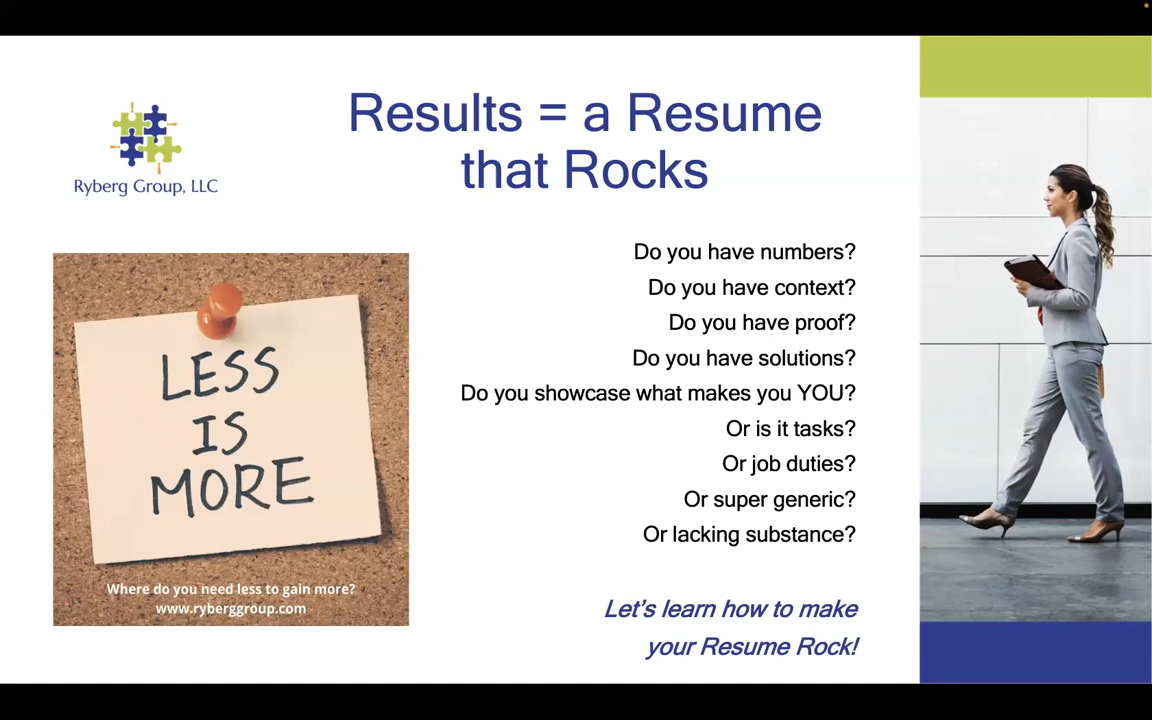 Results = a Resume
that Rocks
Ryberg Group, LLC
LESS
IS
MORE
Where do you need less to gain more?
www.ryberggroup.com
Do you have numbers?
Do you have context?
Do you have proof?
Do you have solutions?
Do you showcase what makes you YOU?
Or is it tasks?
Or job duties?
Or super generic?
Or lacking substance?
Let's learn how to make
your Resume Rock!